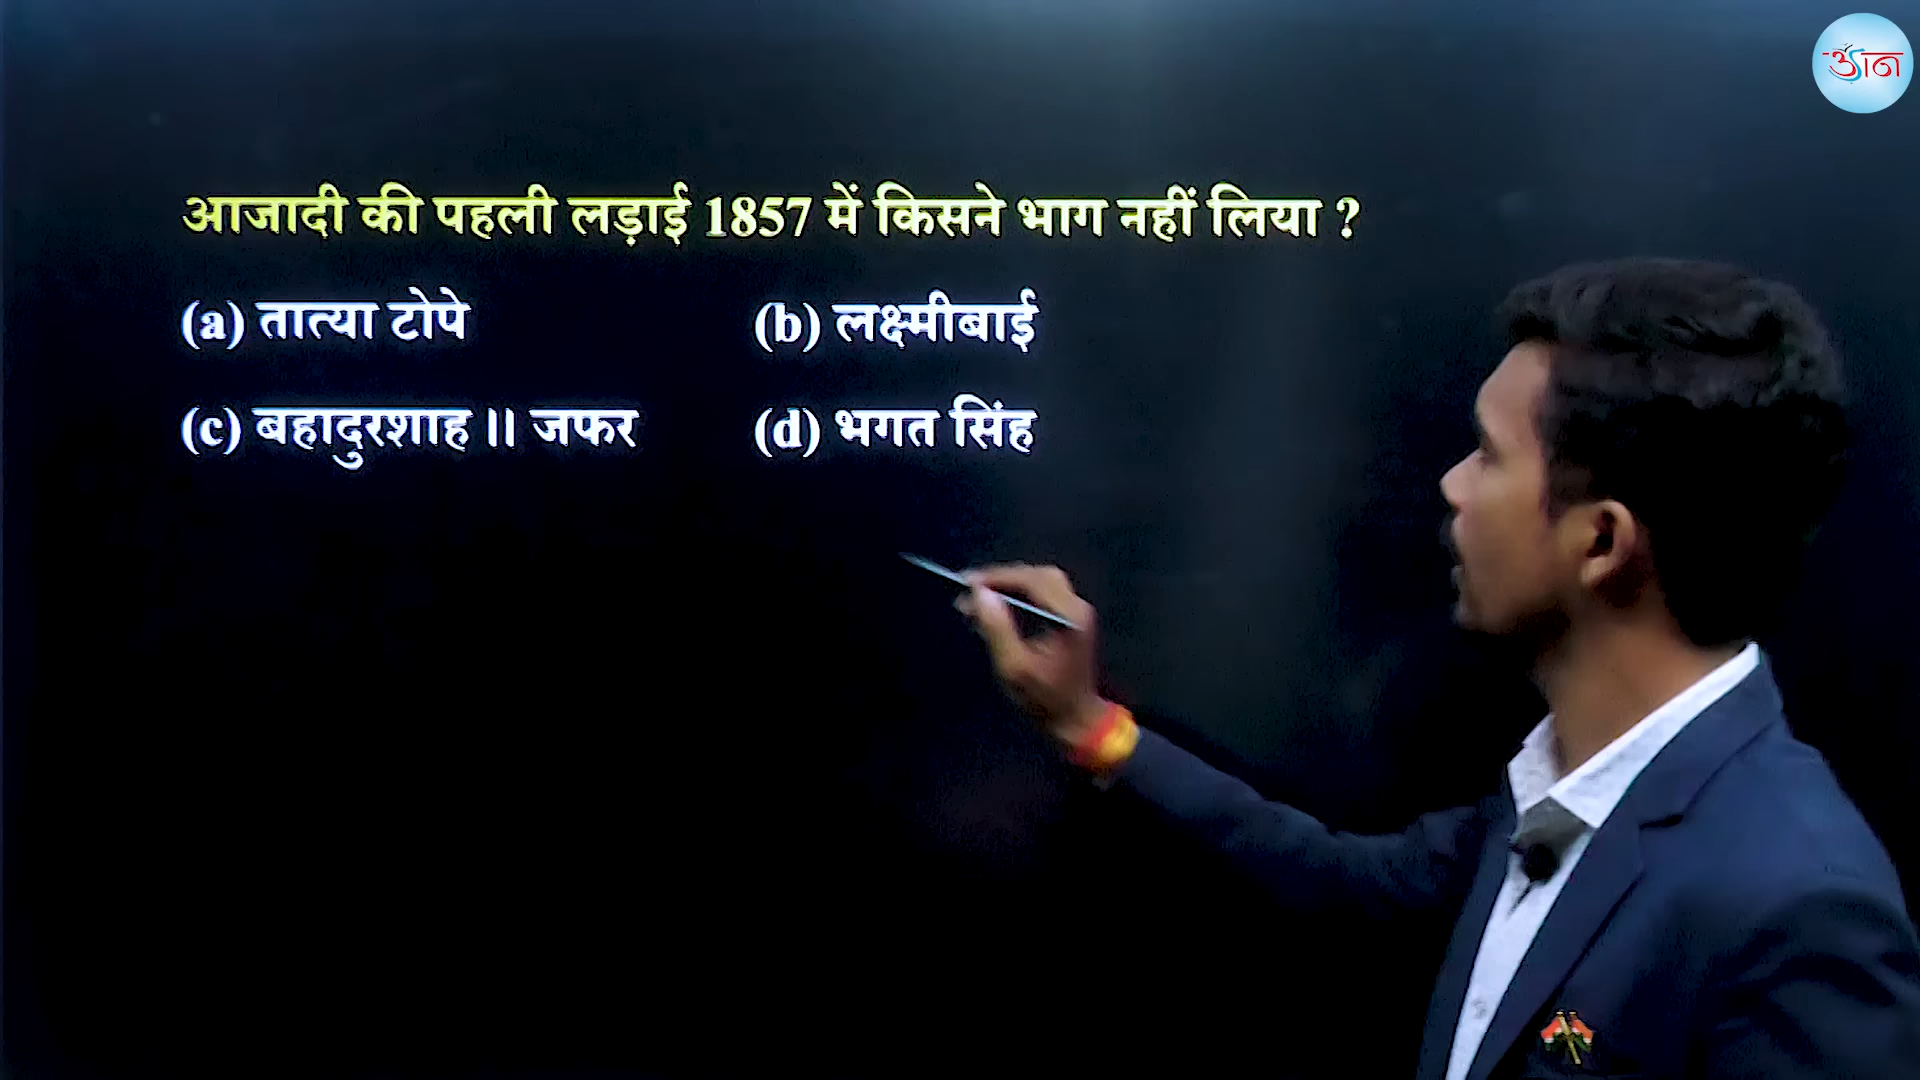 आजादी की पहली लड़ाई 1857 में किसने भाग नहीं लिया ?
(a) तात्या टोपे (b) लक्ष्मीबाई
(c) बहादुरशाह ।। जफर (d) भगत सिंह